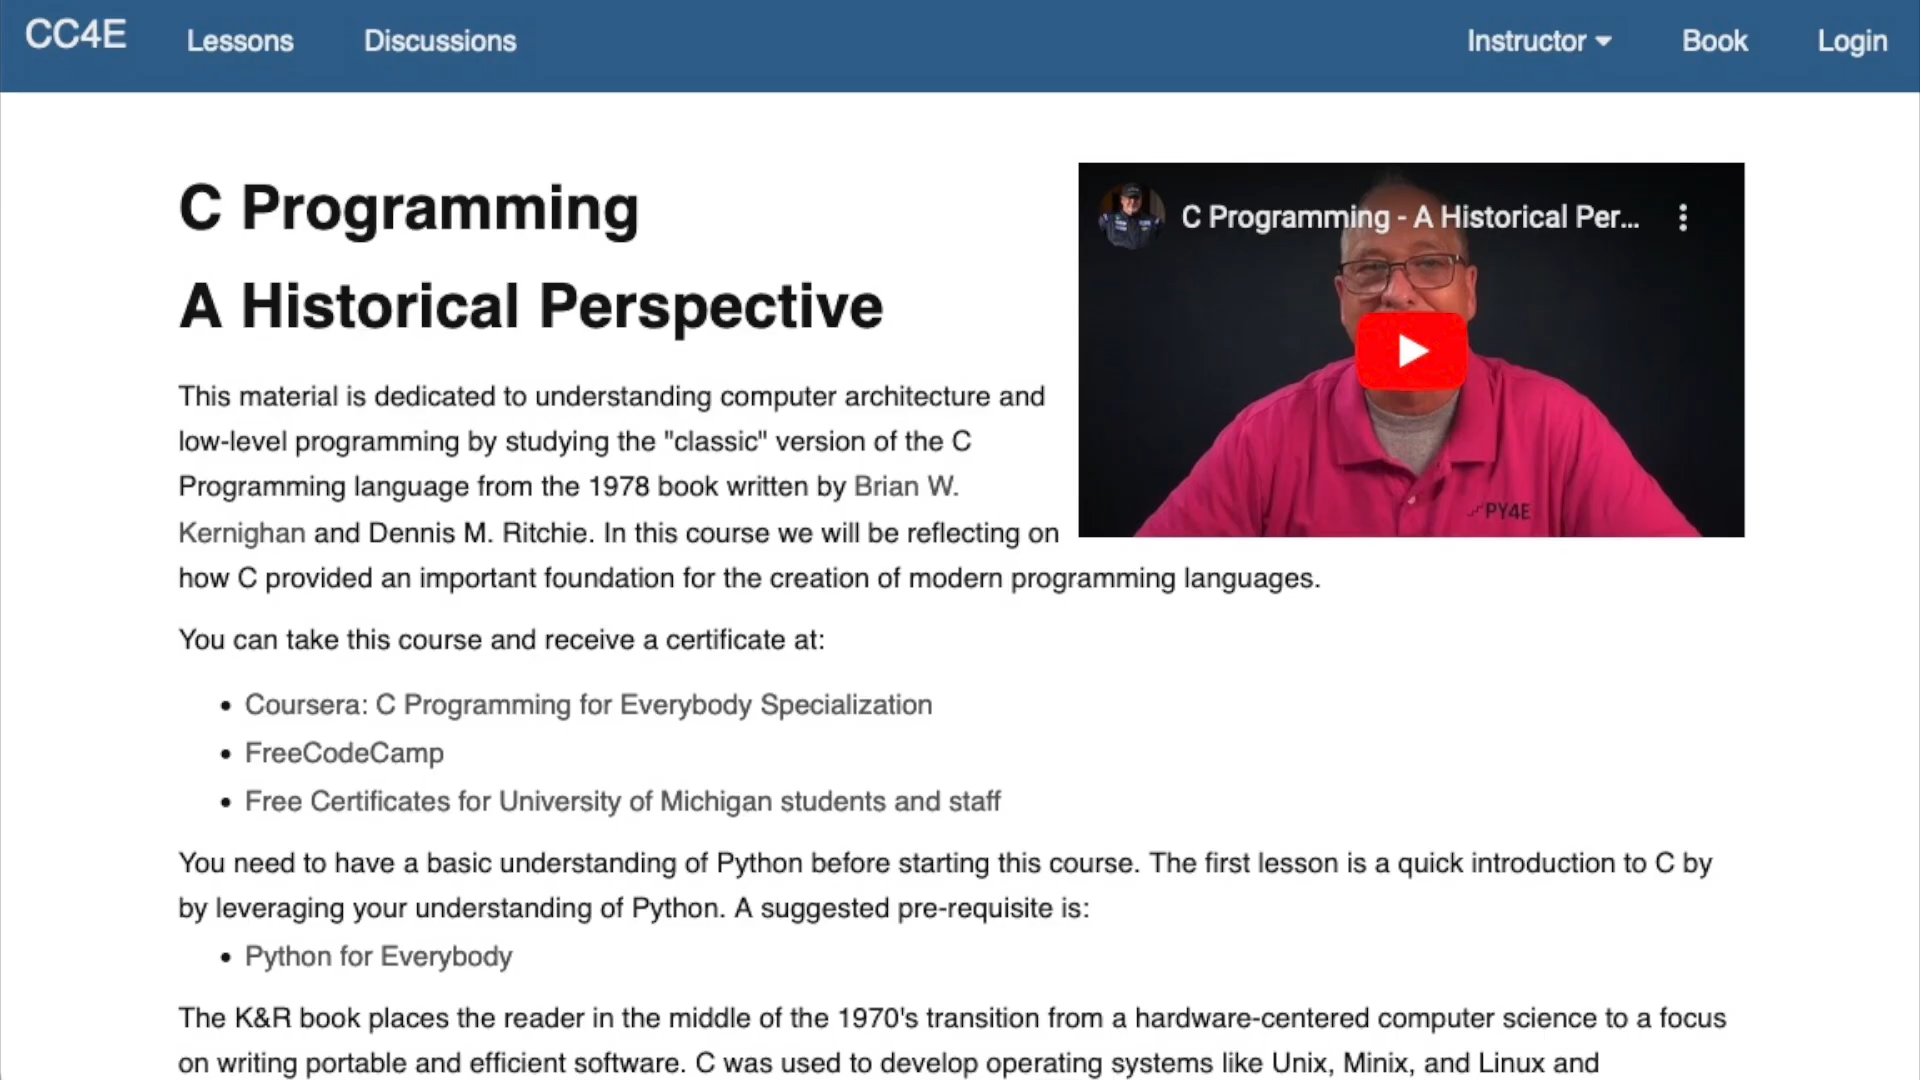 CC4E
Lessons
Discussions
Instructor
Book
Login
C Programming
A Historical Perspective
C Programming - A Historical Per...
PY4E
This material is dedicated to understanding computer architecture and
low-level programming by studying the "classic" version of the C
Programming language from the 1978 book written by Brian W.
Kernighan and Dennis M. Ritchie. In this course we will be reflecting on
how C provided an important foundation for the creation of modern programming languages.
You can take this course and receive a certificate at:
Coursera: C Programming for Everybody Specialization
FreeCodeCamp
Free Certificates for University of Michigan students and staff
You need to have a basic understanding of Python before starting this course. The first lesson is a quick introduction to C by
by leveraging your understanding of Python. A suggested pre-requisite is:
Python for Everybody
The K&R book places the reader in the middle of the 1970's transition from a hardware-centered computer science to a focus
on writing portable and efficient software. C was used to develop operating systems like Unix, Minix, and Linux and